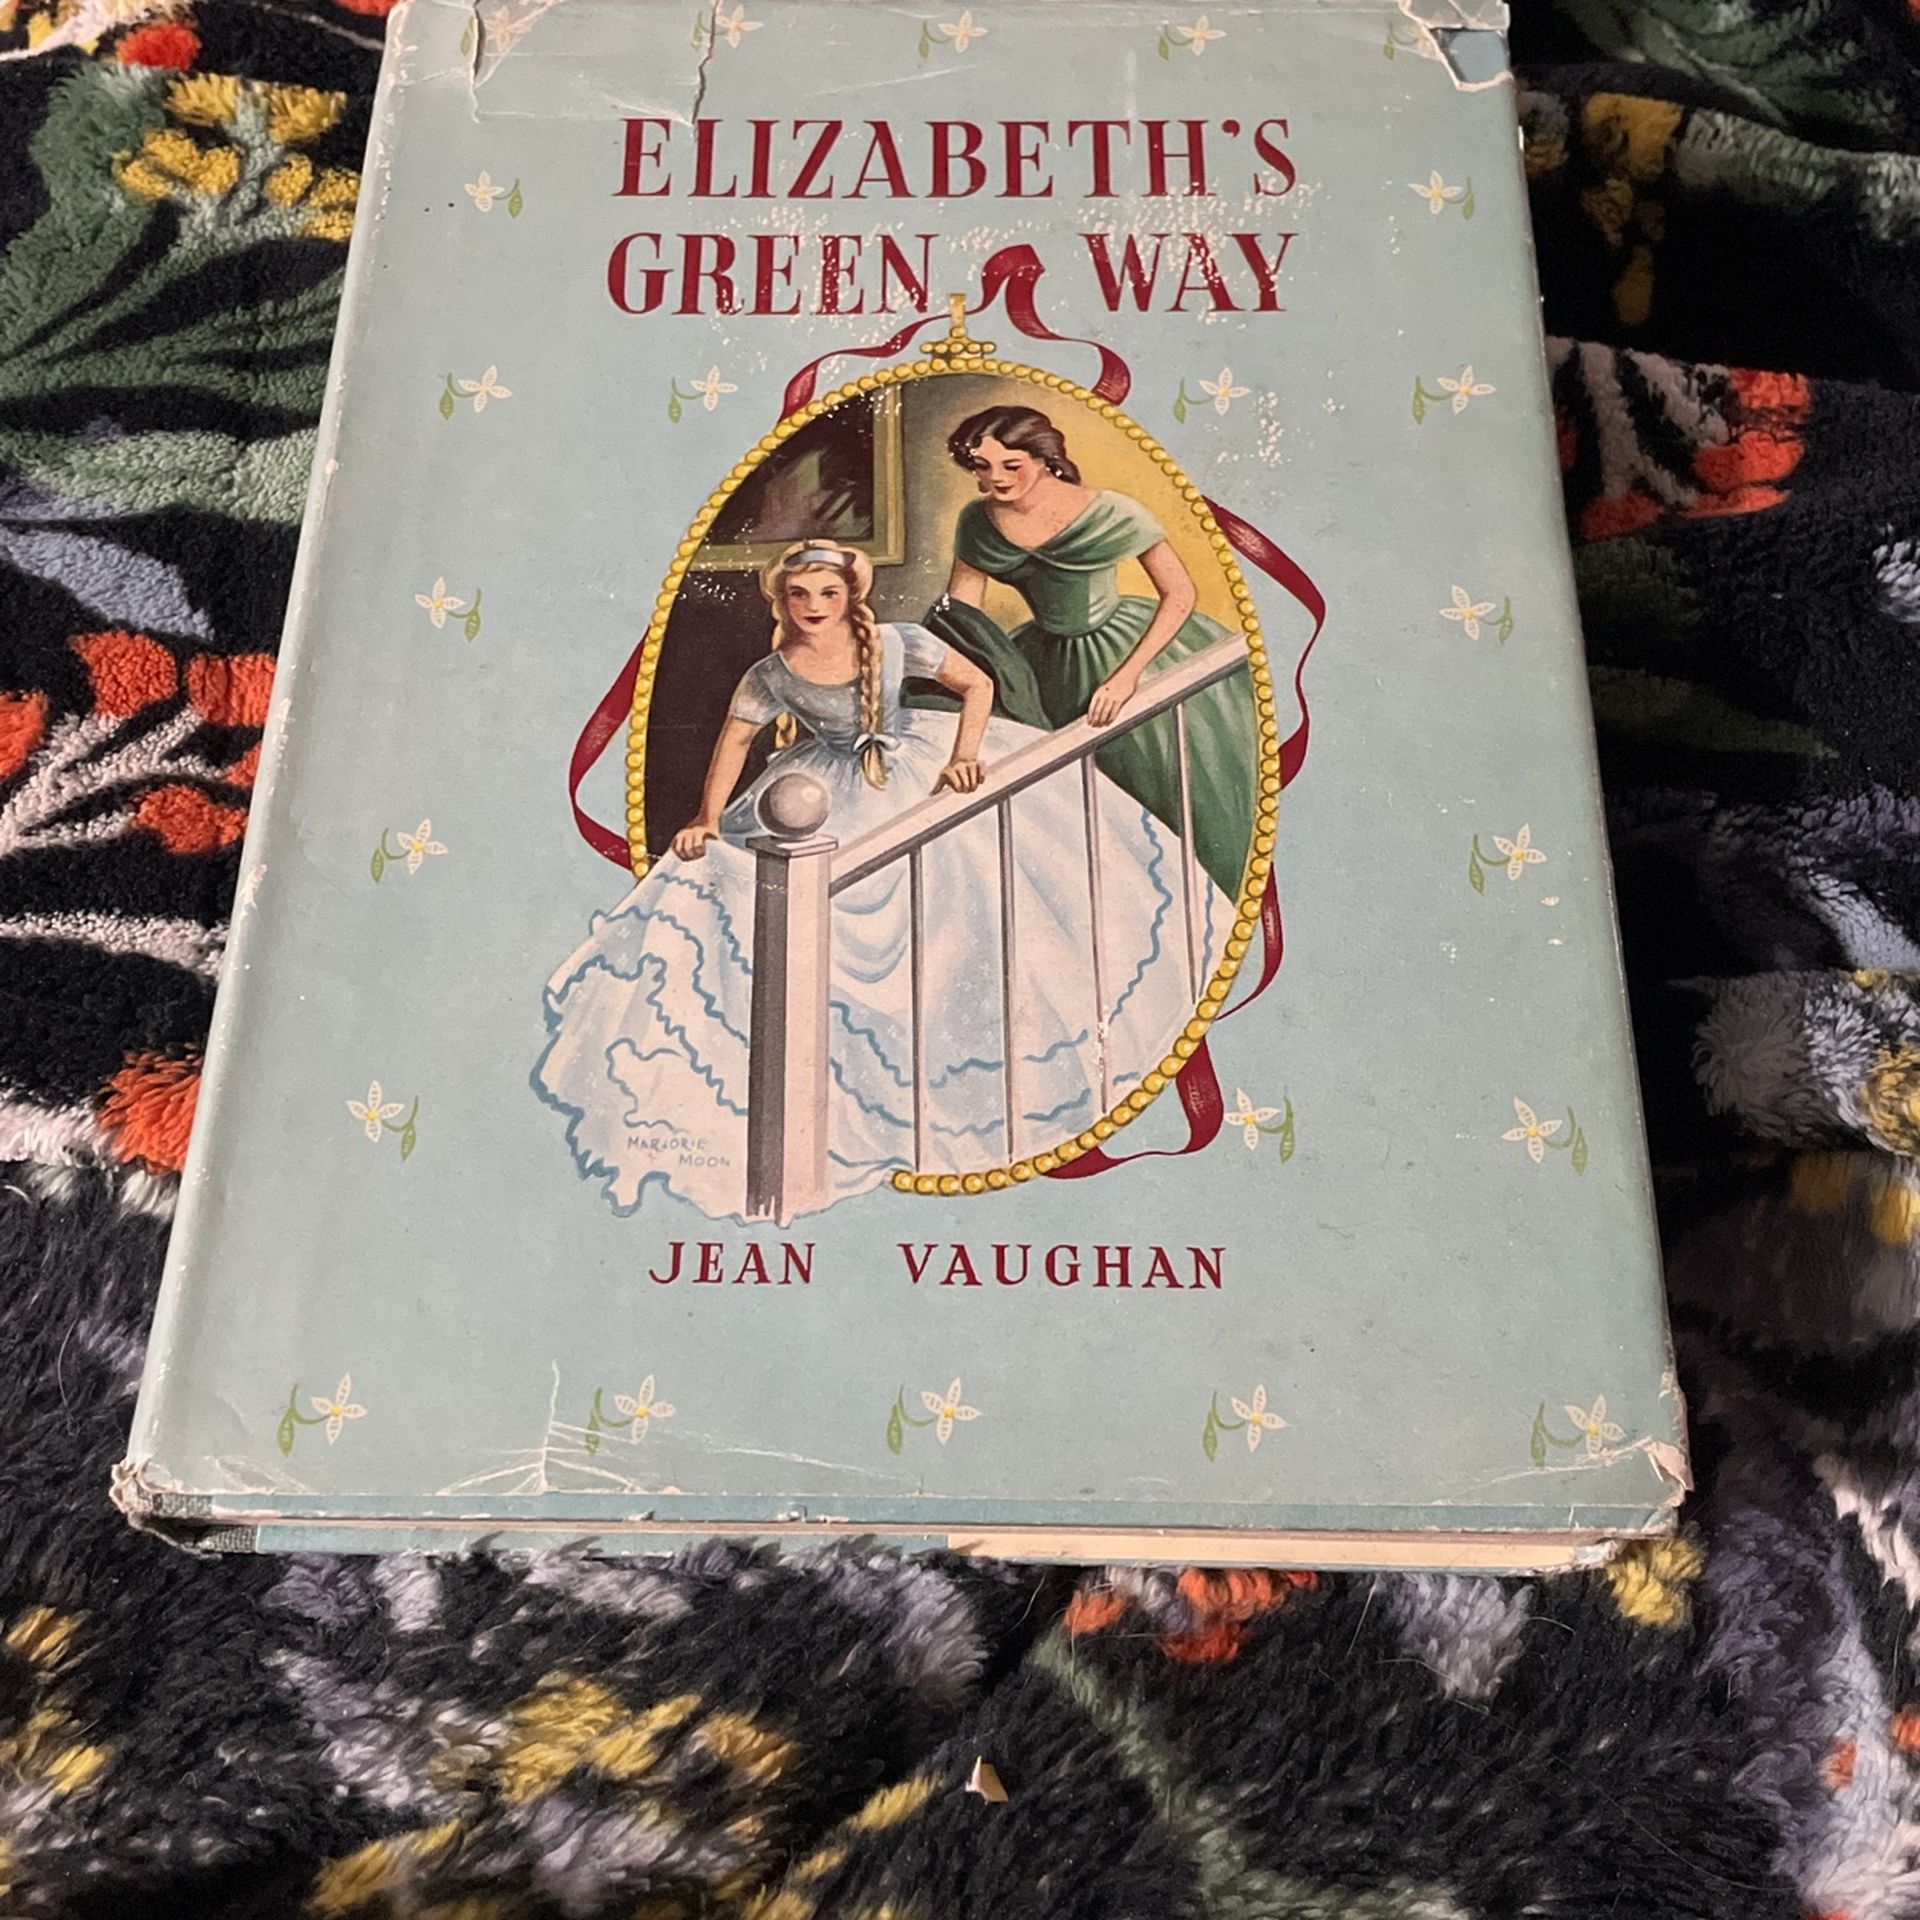 ELIZABETH'S
GREEN WAY
MARJORIE
MOON
JEAN VAUGHAN